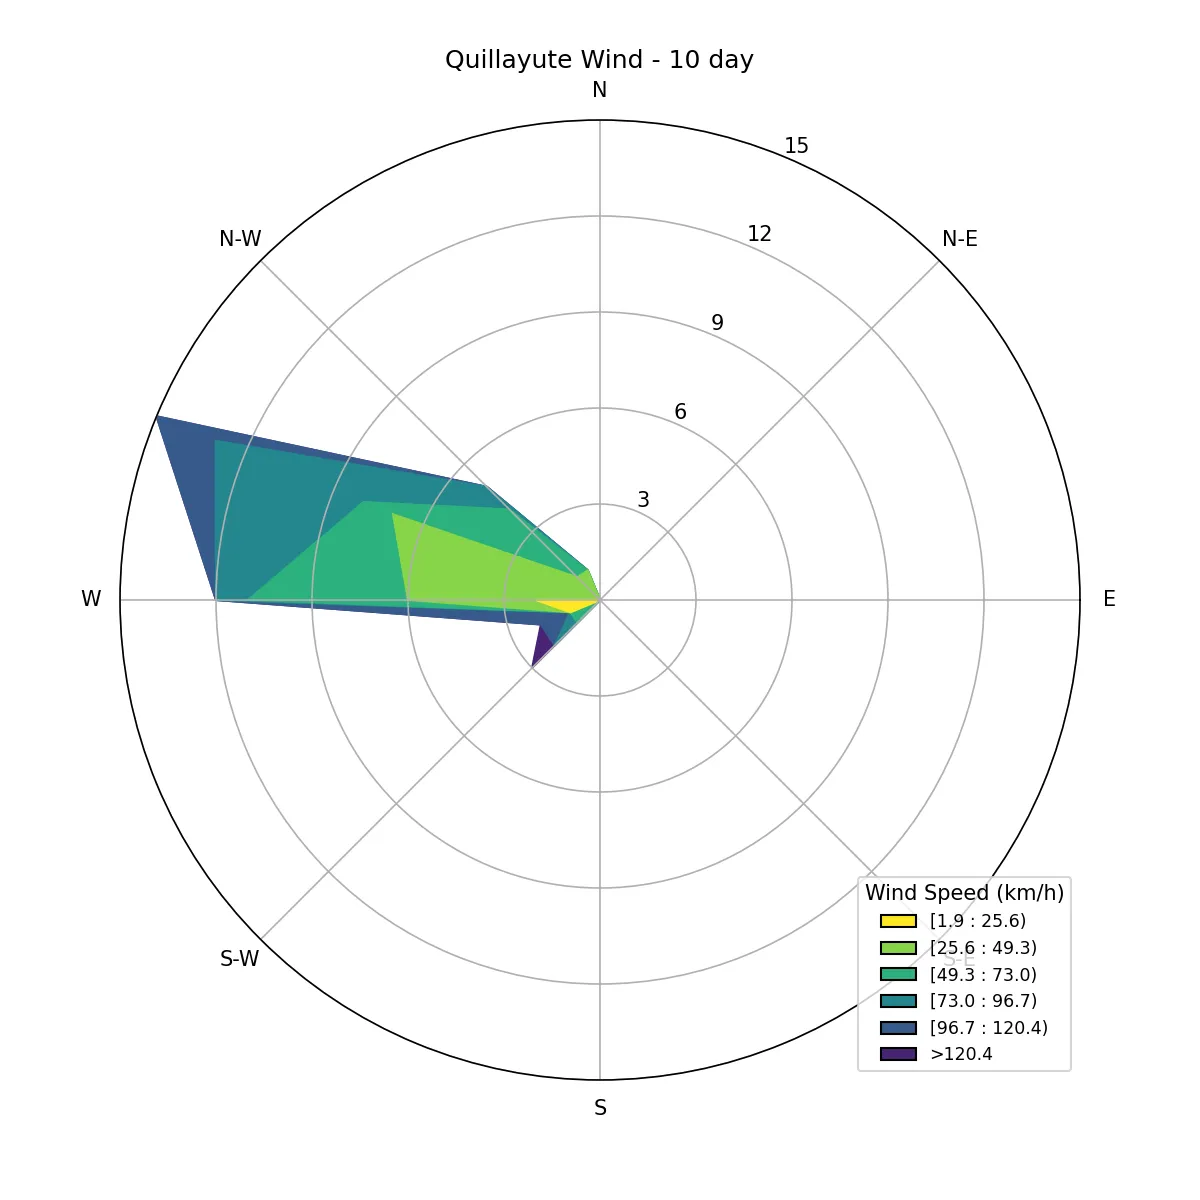 Quillayute Wind - 10 day
N
15
N-W
12
N-E
9
6
3
W
E
Wind Speed (km/h)
[1.9 : 25.6)
[25.6 : 49.3)
S-W
S-E
[49.3 : 73.0)
[73.0 : 96.7)
[96.7 : 120.4)
>120.4
S